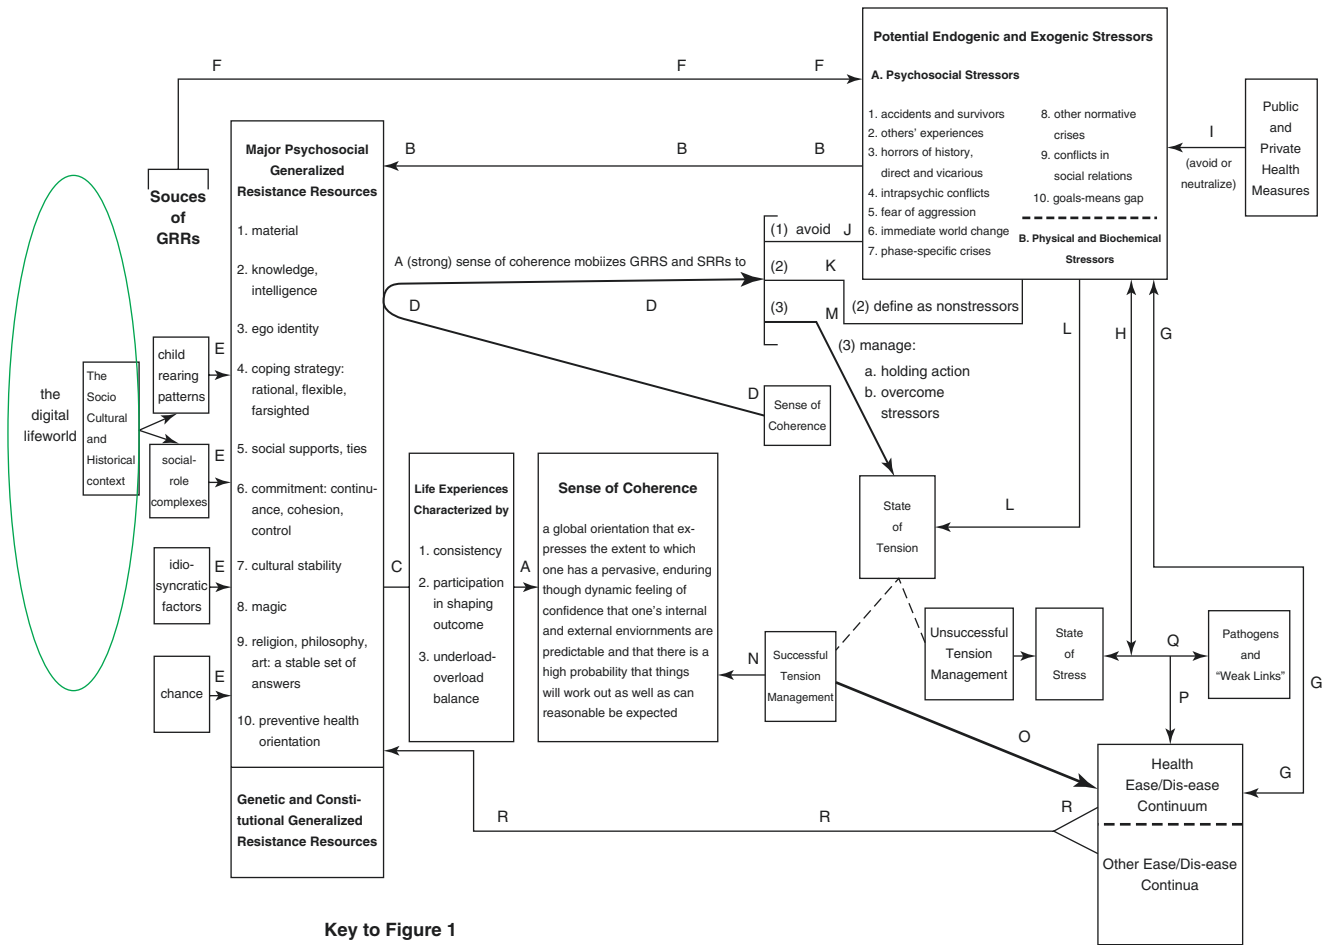 Potential Endogenic and Exogenic Stressors
A. Psychosocial Stressors
1. accidents and survivors
2. others' experiences
3. horrors of history,
direct and vicarious
4. intrapsychic conflicts
5. fear of aggression
6. immediate world change
7. phase-specific crises
8. other normative
crises
9. conflicts in
social relations
10. goals-means gap
B. Physical and Biochemical
Stressors
F
F
F
B
B
B
I
(avoid or
neutralize)
Public
and
Private
Health
Measures
Souces
of
GRRs
Major Psychosocial
Generalized
Resistance Resources
1. material
2. knowledge,
intelligence
3. ego identity
4. coping strategy:
rational, flexible,
farsighted
5. social supports, ties
6. commitment: continu-
ance, cohesion,
control
7. cultural stability
8. magic
9. religion, philosophy,
art: a stable set of
answers
10. preventive health
orientation
Genetic and Consti-
tutional Generalized
Resistance Resources
the
digital
lifeworld
The
Socio
Cultural
and
Historical
context
child
rearing
patterns
E
social-
role
complexes
E
idio-
syncratic
factors
E
chance
E
A (strong) sense of coherence mobiizes GRRS and SRRs to
D
D
D
(1) avoid J
(2) K
(3) M
(2) define as nonstressors
(3) manage:
a. holding action
b. overcome
stressors
Sense of
Coherence
L
L
H
G
G
G
C
Life Experiences
Characterized by
1. consistency
2. participation
in shaping
outcome
3. underload-
overload
balance
A
Sense of Coherence
a global orientation that ex-
presses the extent to which
one has a pervasive, enduring
though dynamic feeling of
confidence that one's internal
and external enviornments are
predictable and that there is a
high probability that things
will work out as well as can
reasonable be expected
State
of
Tension
N
Successful
Tension
Management
Unsuccessful
Tension
Management
State
of
Stress
Q
Pathogens
and
"Weak Links"
P
O
Health
Ease/Dis-ease
Continuum
Other Ease/Dis-ease
Continua
R
R
R
Key to Figure 1